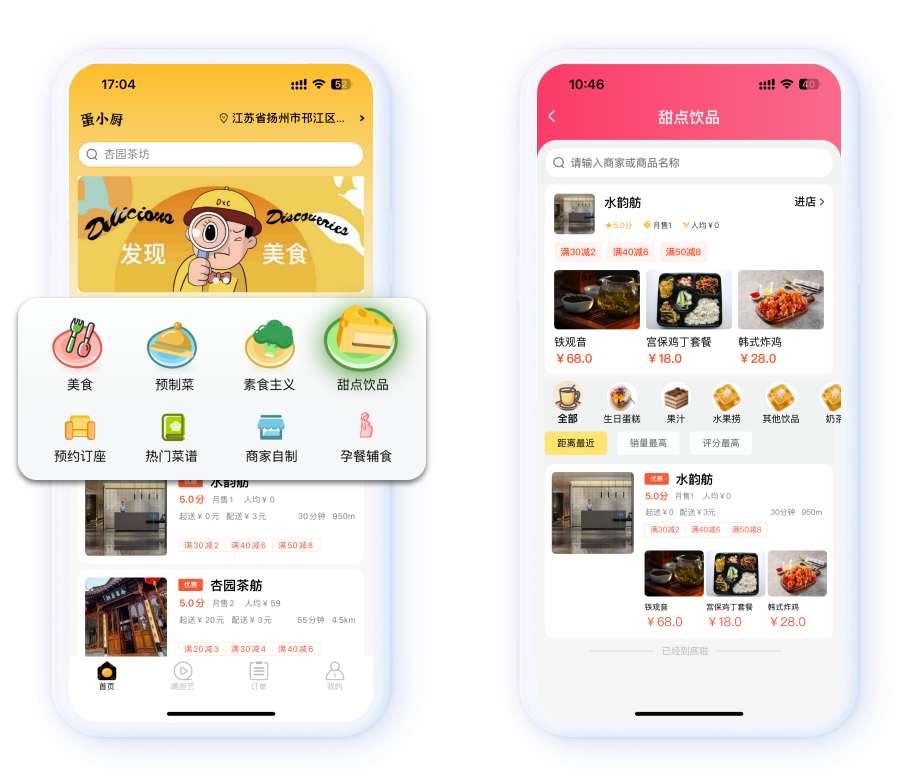 17:04
52
蛋小厨
江苏省扬州市邗江区...
杏园茶坊
Delicious Discoveries
Dxc
发现 美食
美食 预制菜 素食主义 甜点饮品
预约订座 热门菜谱 商家自制 孕餐辅食
水韵舫
5.0分 月售1 人均¥0
起送¥0元 配送¥3元 30分钟 950m
满30减2 满40减6 满50减8
优惠 杏园茶舫
5.0分 月售2 人均¥59
起送¥20元 配送¥3元 55分钟 4.5km
满20减3 满30减4 满40减6
首页 订单 我的
10:46
40
甜点饮品
请输入商家或商品名称
水韵舫 进店
5.0分 月售1 人均¥0
满30减2 满40减6 满50减8
铁观音 宫保鸡丁套餐 韩式炸鸡
¥68.0 ¥18.0 ¥28.0
全部 生日蛋糕 果汁 水果捞 其他饮品 奶茶
距离最近 销量最高 评分最高
优惠 水韵舫
5.0分 月售1 人均¥0
起送¥0 配送¥3元 30分钟 950m
满30减2 满40减6 满50减8
铁观音 宫保鸡丁套餐 韩式炸鸡
¥68.0 ¥18.0 ¥28.0
已经到底啦